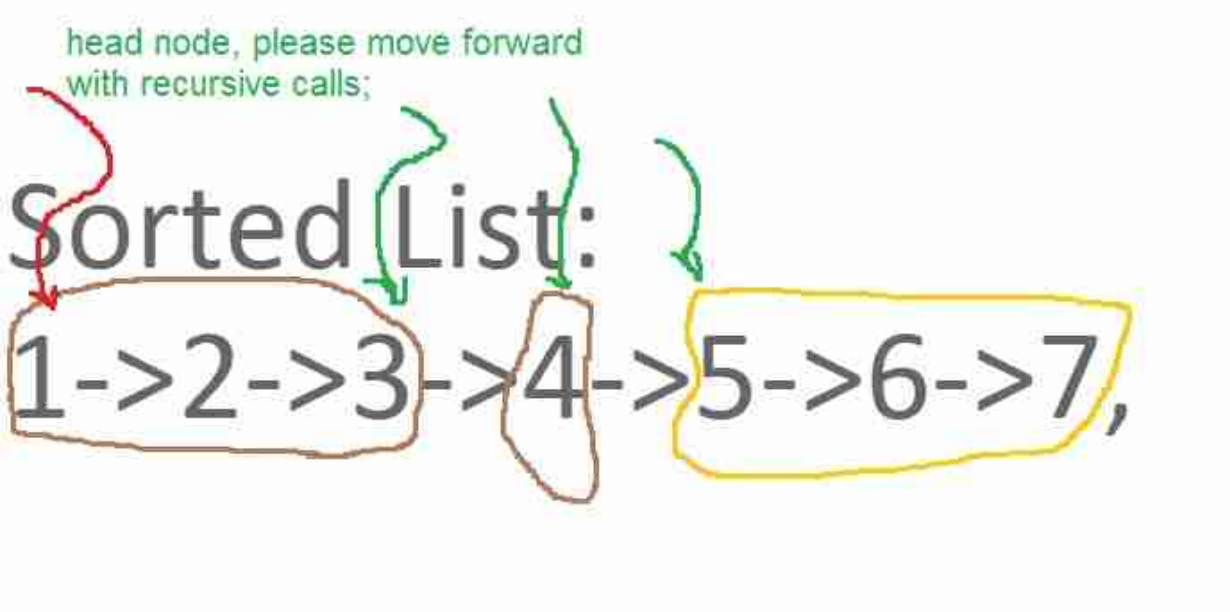 head node, please move forward
with recursive calls;
Sorted List:
1->2->3->4->5->6->7,